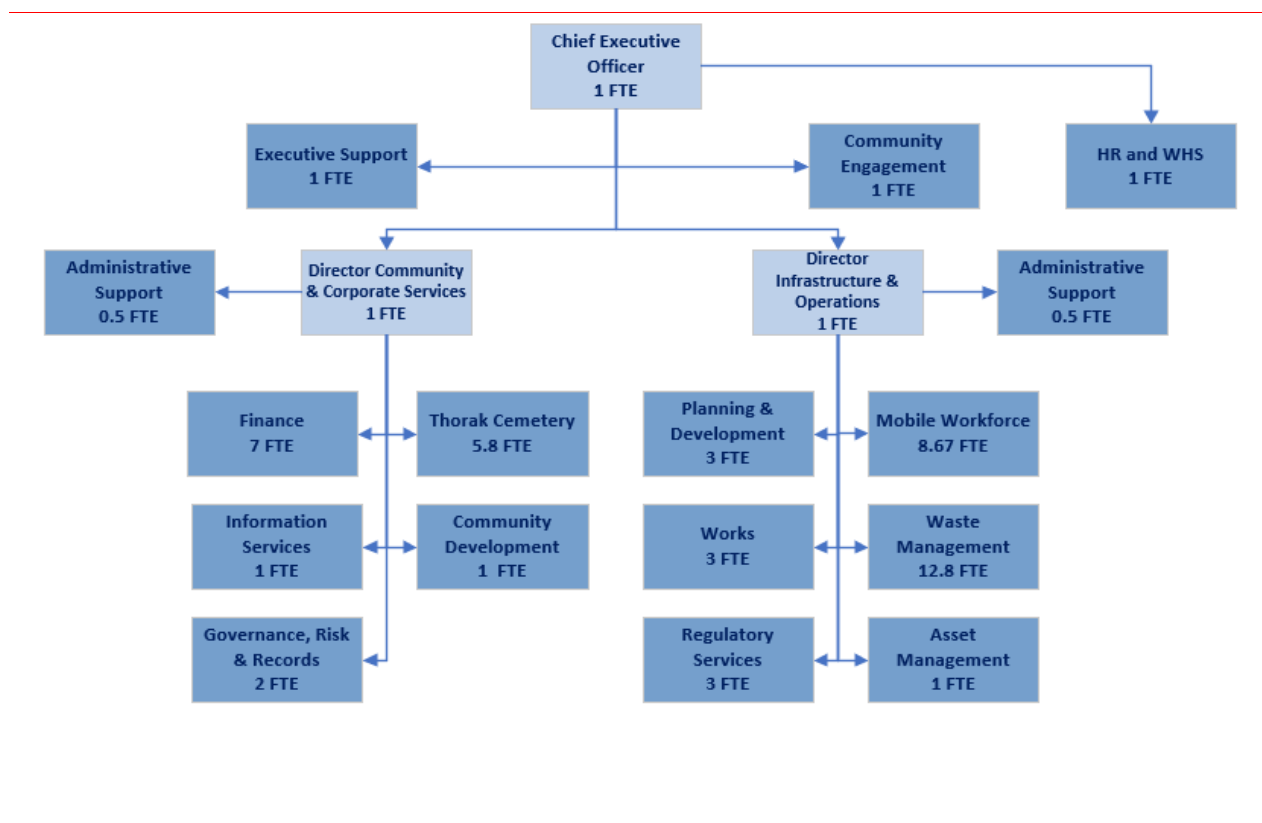 Chief Executive
Officer
1 FTE
Executive Support
1 FTE
Community
Engagement
1 FTE
HR and WHS
1 FTE
Administrative
Support
0.5 FTE
Director Community
& Corporate Services
1 FTE
Director
Infrastructure &
Operations
1 FTE
Administrative
Support
0.5 FTE
Finance
7 FTE
Thorak Cemetery
5.8 FTE
Planning &
Development
3 FTE
Mobile Workforce
8.67 FTE
Information
Services
1 FTE
Community
Development
1 FTE
Works
3 FTE
Waste
Management
12.8 FTE
Governance, Risk
& Records
2 FTE
Regulatory
Services
3 FTE
Asset
Management
1 FTE